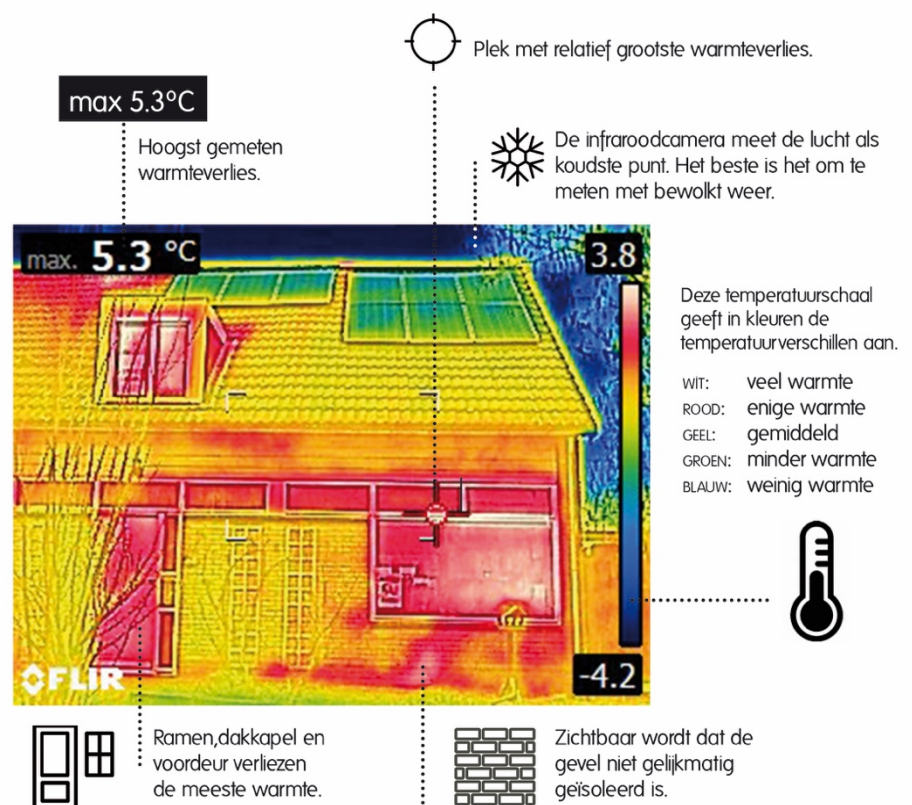 Plek met relatief grootste warmteverlies.
max 5.3°C
Hoogst gemeten
warmteverlies.
De infraroodcamera meet de lucht als
koudste punt. Het beste is het om te
meten met bewolkt weer.
max. 5.3 °C
3.8
Deze temperatuurschaal
geeft in kleuren de
temperatuurverschillen aan.
WIT: veel warmte
ROOD: enige warmte
GEEL: gemiddeld
GROEN: minder warmte
BLAUW: weinig warmte
-4.2
FLIR
Ramen,dakkapel en
voordeur verliezen
de meeste warmte.
Zichtbaar wordt dat de
gevel niet gelijkmatig
geïsoleerd is.